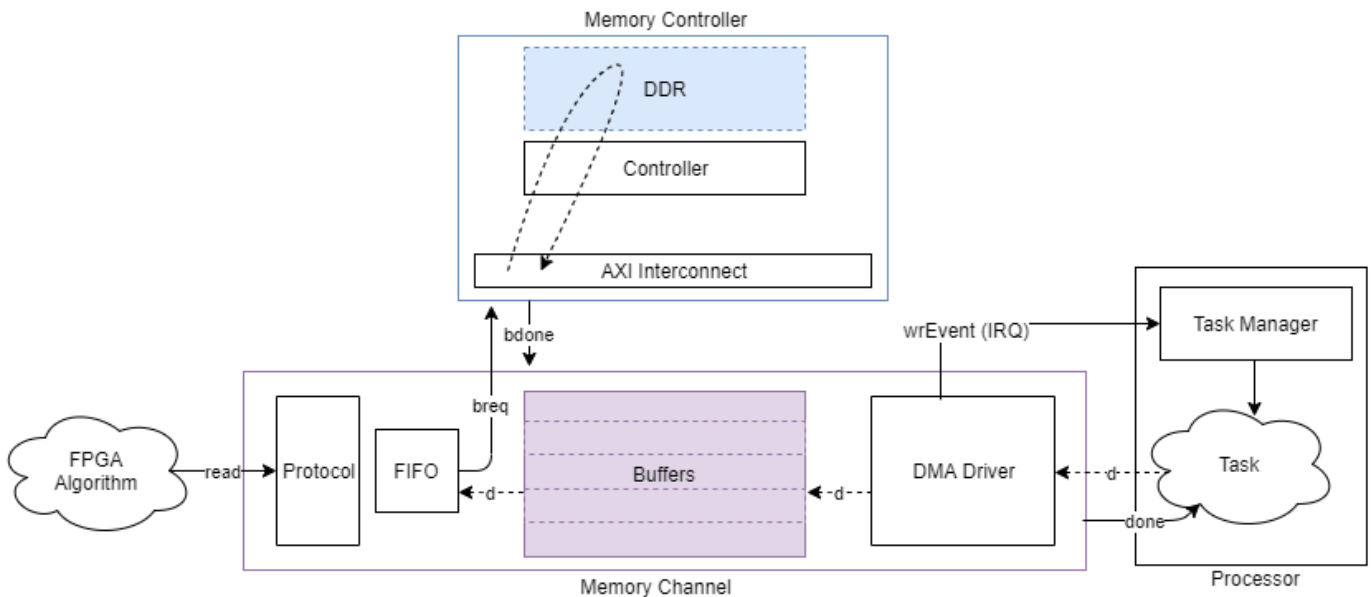 Memory Controller
DDR
Controller
AXI Interconnect
bdone
wrEvent (IRQ)
Task Manager
breq
FPGA
Algorithm
read
Protocol
FIFO
d
Buffers
d
DMA Driver
d
Task
done
Memory Channel
Processor